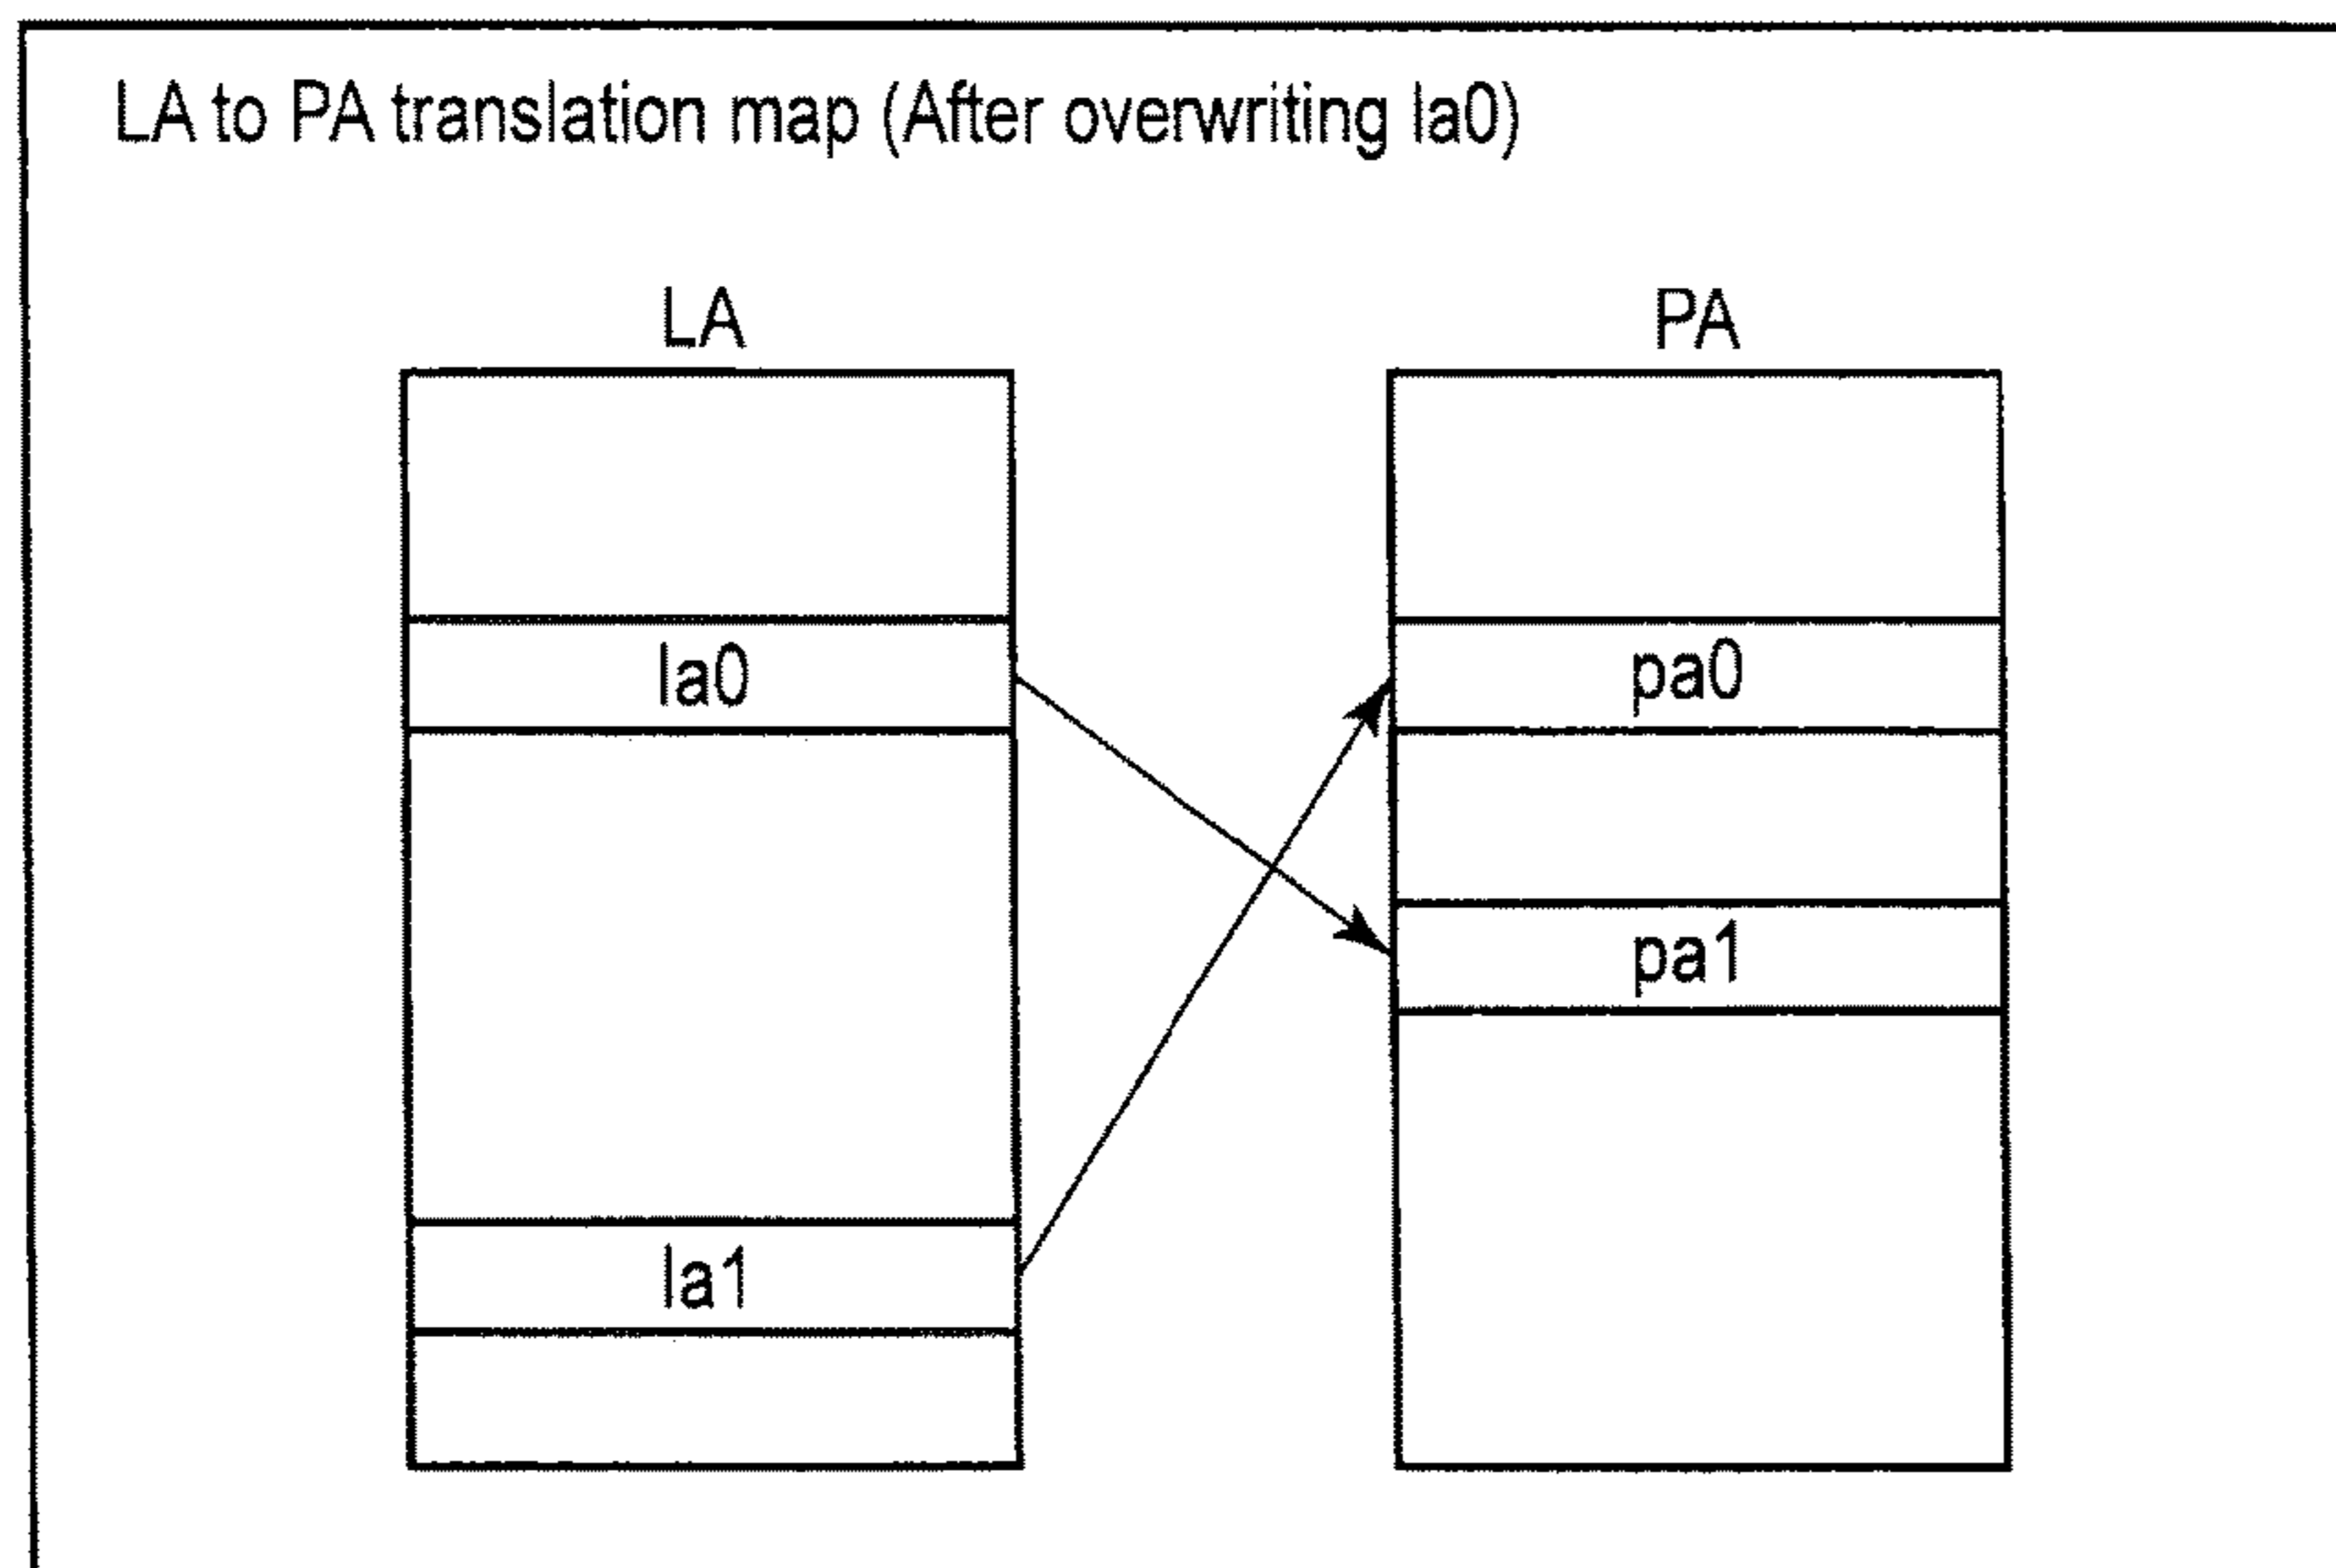 LA to PA translation map (After overwriting la0)
LA
PA
la0
pa0
pa1
la1